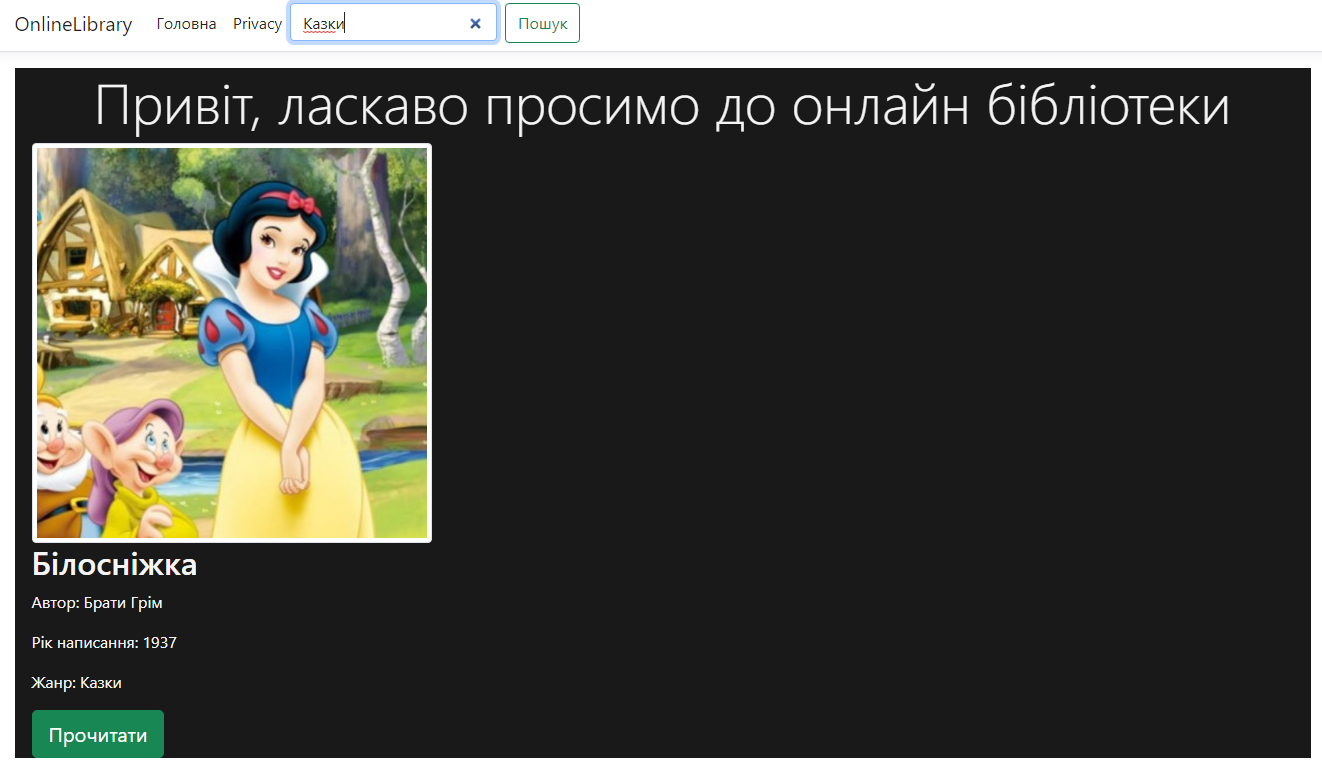 OnlineLibrary Головна Privacy Казки Пошук
Привіт, ласкаво просимо до онлайн бібліотеки
Білосніжка
Автор: Брати Грім
Рік написання: 1937
Жанр: Казки
Прочитати